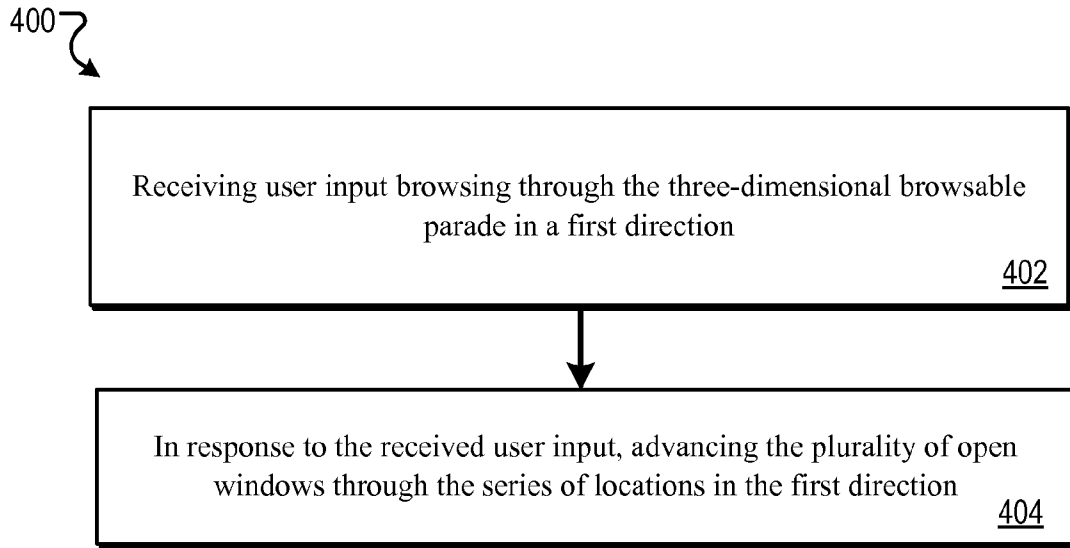 400
Receiving user input browsing through the three-dimensional browsable
parade in a first direction
402
In response to the received user input, advancing the plurality of open
windows through the series of locations in the first direction
404